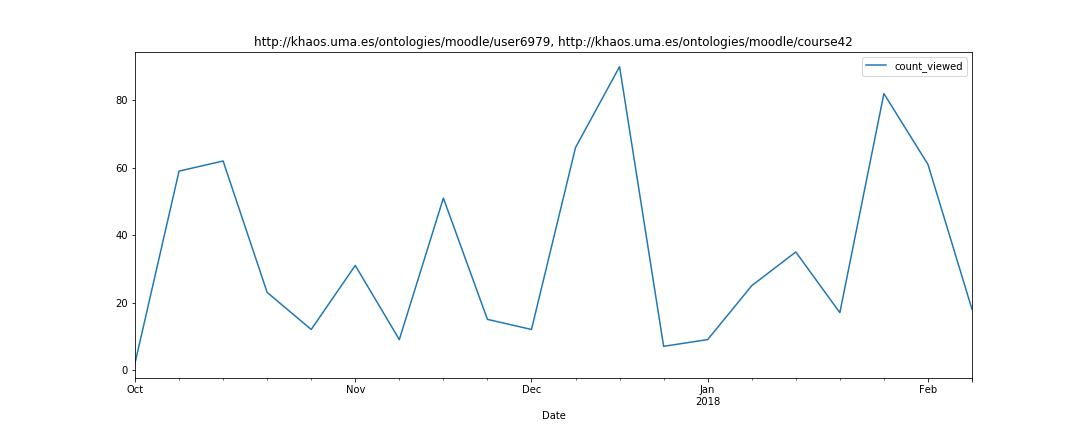 http://khaos.uma.es/ontologies/moodle/user6979, http://khaos.uma.es/ontologies/moodle/course42
count_viewed
80
60
40
20
0
Oct Nov Dec Jan Feb
2018
Date